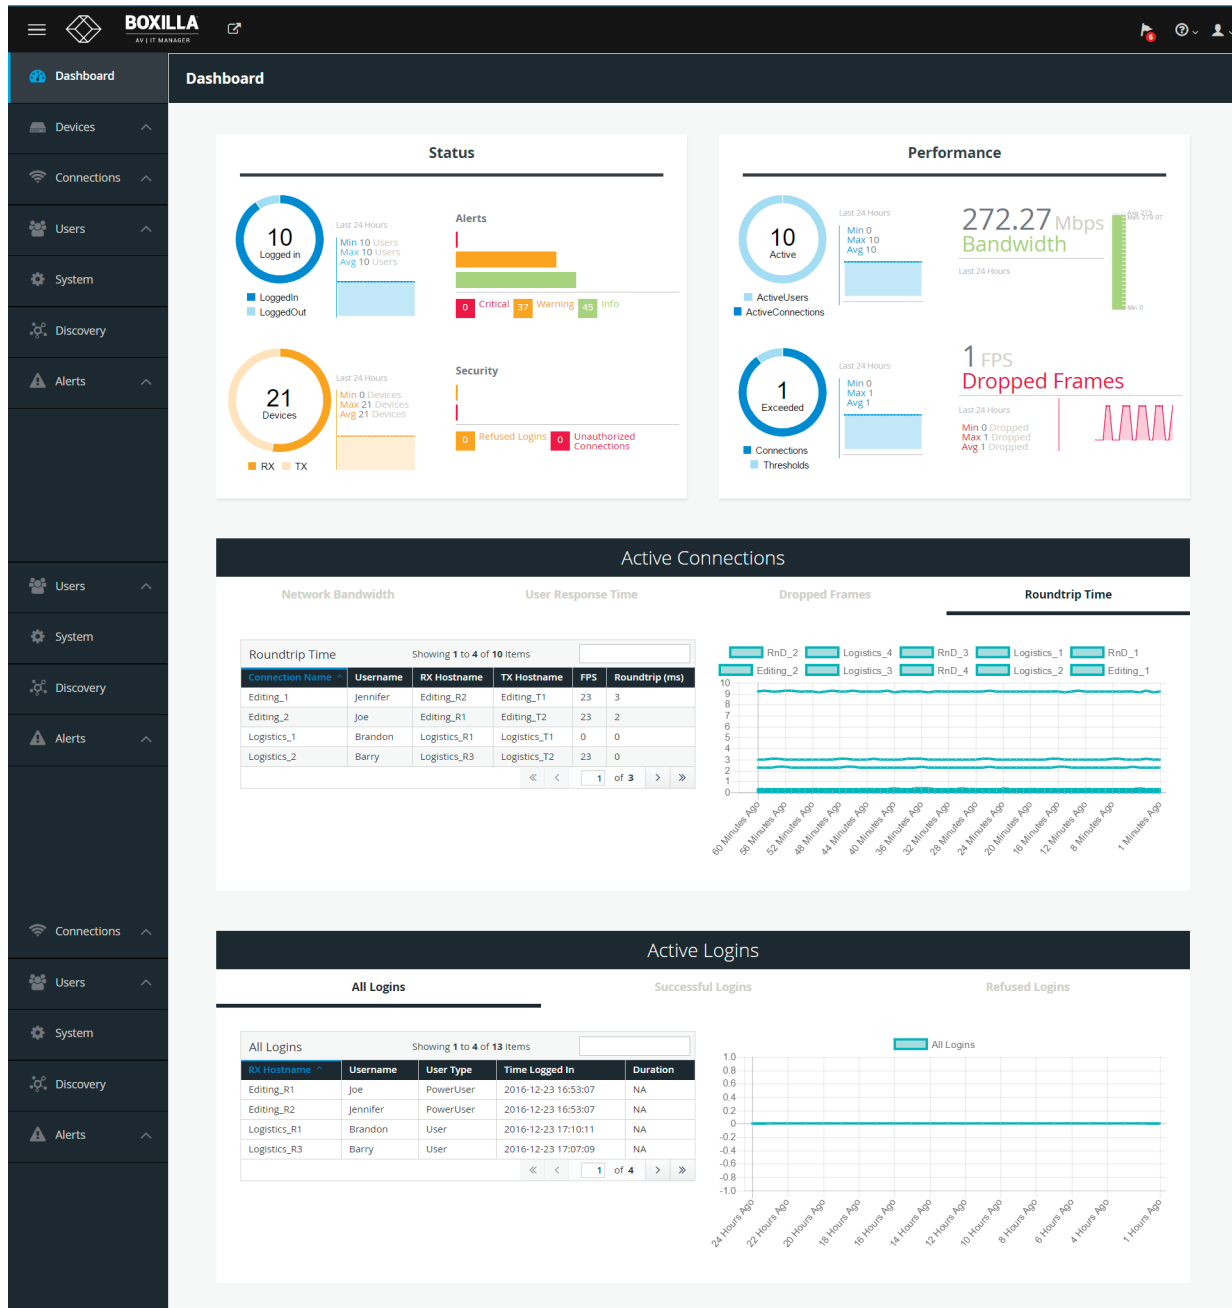 BOXILLA
AV | IT MANAGER
6
Dashboard
Dashboard
Devices
Connections
Users
System
Discovery
Alerts
Status
10
Logged in
LoggedIn
LoggedOut
Last 24 Hours
Min 10 Users
Max 10 Users
Avg 10 Users
Alerts
0 Critical 37 Warning 45 Info
21
Devices
RX TX
Last 24 Hours
Min 0 Devices
Max 21 Devices
Avg 21 Devices
Security
0 Refused Logins 0 Unauthorized Connections
Performance
10
Active
ActiveUsers
ActiveConnections
Last 24 Hours
Min 0
Max 10
Avg 10
272.27 Mbps
Bandwidth
Last 24 Hours
Avg 273
Min 0
1
Exceeded
Connections
Thresholds
Last 24 Hours
Min 0
Max 1
Avg 1
1 FPS
Dropped Frames
Last 24 Hours
Min 0 Dropped
Max 1 Dropped
Avg 1 Dropped
Users
System
Discovery
Alerts
Active Connections
Network Bandwidth User Response Time Dropped Frames Roundtrip Time
Roundtrip Time Showing 1 to 4 of 10 Items
Connection Name Username RX Hostname TX Hostname FPS Roundtrip (ms)
Editing_1 Jennifer Editing_R2 Editing_T1 23 3
Editing_2 Joe Editing_R1 Editing_T2 23 2
Logistics_1 Brandon Logistics_R1 Logistics_T1 0 0
Logistics_2 Barry Logistics_R3 Logistics_T2 23 0
« < 1 of 3 > »
RnD_2 Logistics_4 RnD_3 Logistics_1 RnD_1
Editing_2 Logistics_3 RnD_4 Logistics_2 Editing_1
10
9
8
7
6
5
4
3
2
1
0
60 Minutes Ago
56 Minutes Ago
52 Minutes Ago
48 Minutes Ago
44 Minutes Ago
40 Minutes Ago
36 Minutes Ago
32 Minutes Ago
28 Minutes Ago
24 Minutes Ago
20 Minutes Ago
16 Minutes Ago
12 Minutes Ago
8 Minutes Ago
1 Minutes Ago
Connections
Users
System
Discovery
Alerts
Active Logins
All Logins Successful Logins Refused Logins
All Logins Showing 1 to 4 of 13 Items
RX Hostname Username User Type Time Logged In Duration
Editing_R1 Joe PowerUser 2016-12-23 16:53:07 NA
Editing_R2 Jennifer PowerUser 2016-12-23 16:53:07 NA
Logistics_R1 Brandon User 2016-12-23 17:10:11 NA
Logistics_R3 Barry User 2016-12-23 17:07:09 NA
« < 1 of 4 > »
All Logins
1.0
0.8
0.6
0.4
0.2
0
-0.2
-0.4
-0.6
-0.8
-1.0
24 Hours Ago
22 Hours Ago
20 Hours Ago
18 Hours Ago
16 Hours Ago
14 Hours Ago
12 Hours Ago
10 Hours Ago
8 Hours Ago
6 Hours Ago
4 Hours Ago
1 Hours Ago